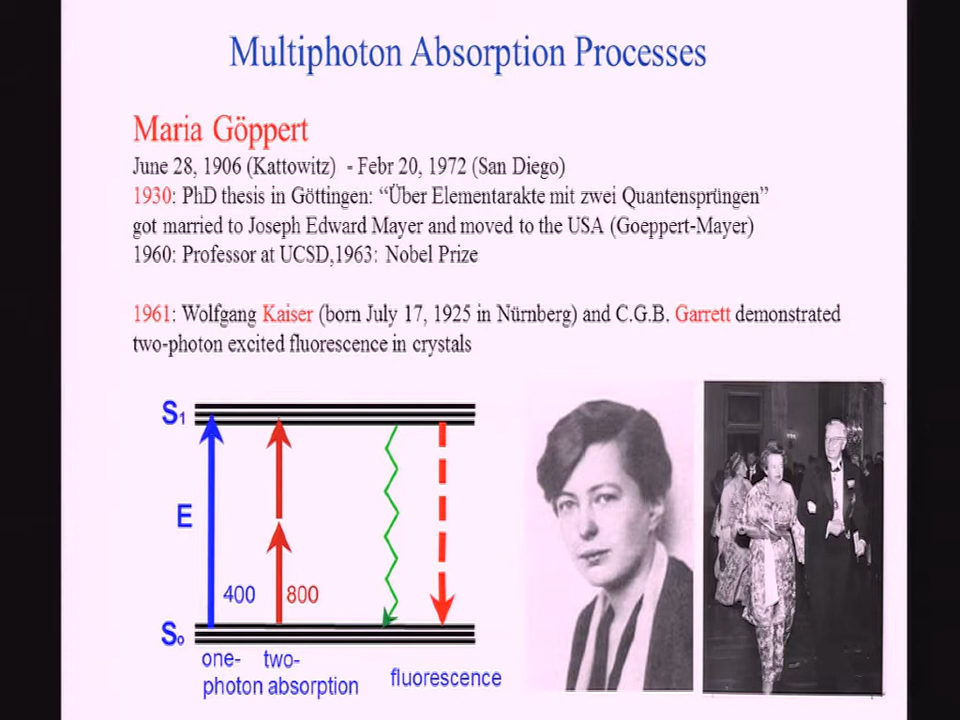 Multiphoton Absorption Processes
Maria Göppert
June 28, 1906 (Kattowitz) - Febr 20, 1972 (San Diego)
1930: PhD thesis in Göttingen: “Über Elementarakte mit zwei Quantensprüngen”
got married to Joseph Edward Mayer and moved to the USA (Goeppert-Mayer)
1960: Professor at UCSD,1963: Nobel Prize
1961: Wolfgang Kaiser (born July 17, 1925 in Nürnberg) and C.G.B. Garrett demonstrated
two-photon excited fluorescence in crystals
S1
E
400 800
S0
one- two-
photon absorption
fluorescence